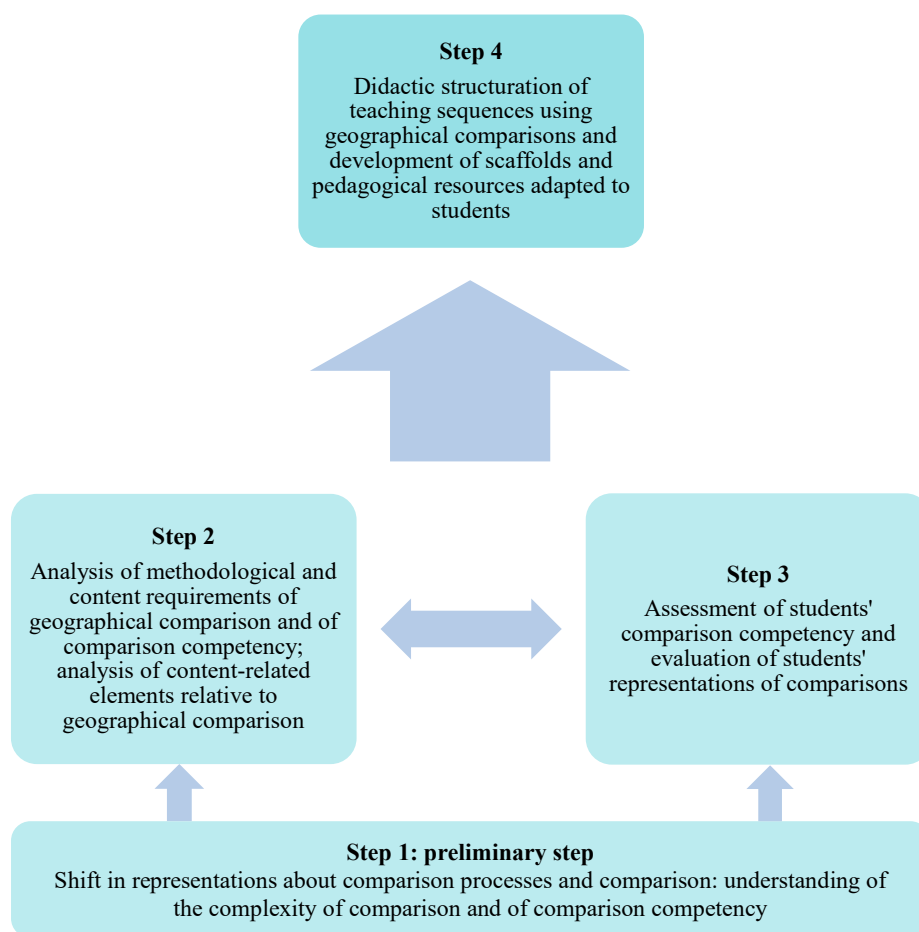 Step 4
Didactic structuration of
teaching sequences using
geographical comparisons and
development of scaffolds and
pedagogical resources adapted to
students
Step 2
Analysis of methodological and
content requirements of
geographical comparison and of
comparison competency;
analysis of content-related
elements relative to
geographical comparison
Step 3
Assessment of students'
comparison competency and
evaluation of students'
representations of comparisons
Step 1: preliminary step
Shift in representations about comparison processes and comparison: understanding of
the complexity of comparison and of comparison competency